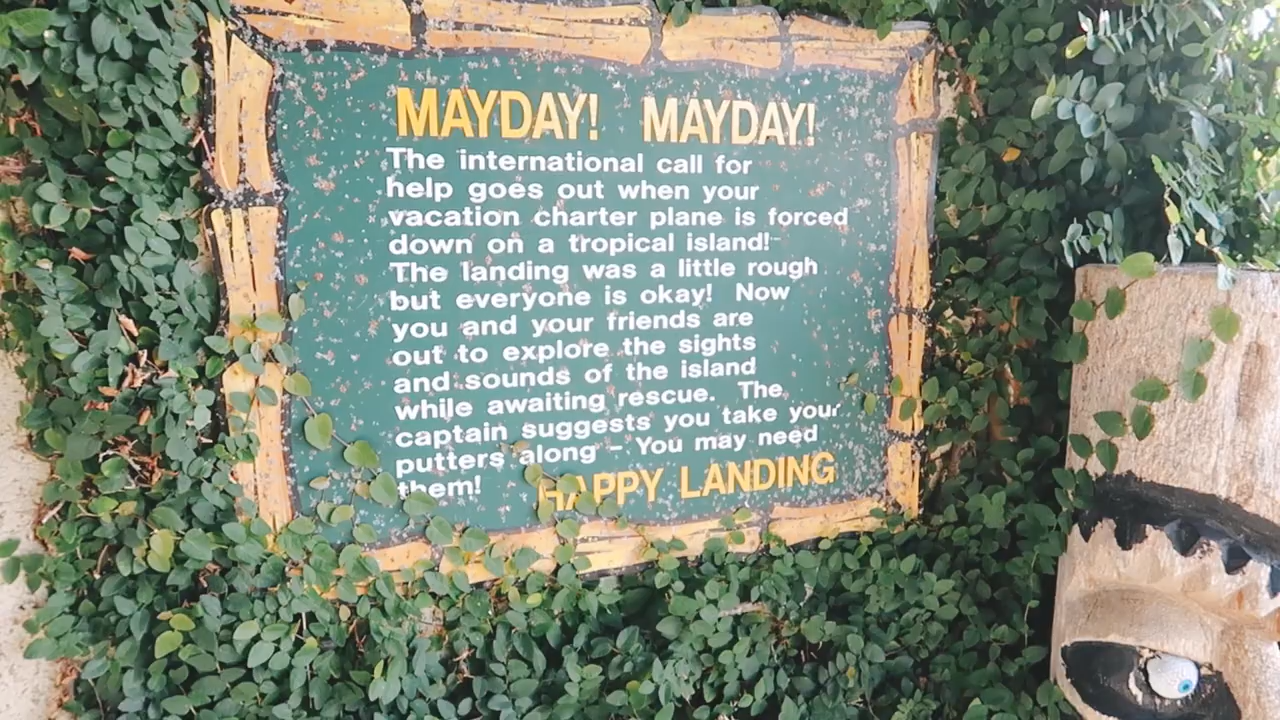 MAYDAY! MAYDAY!
The international call for
help goes out when your
vacation charter plane is forced
down on a tropical island!
The landing was a little rough
but everyone is okay! Now
you and your friends are
out to explore the sights
and sounds of the island
while awaiting rescue. The
captain suggests you take your
putters along - You may need
them! HAPPY LANDING